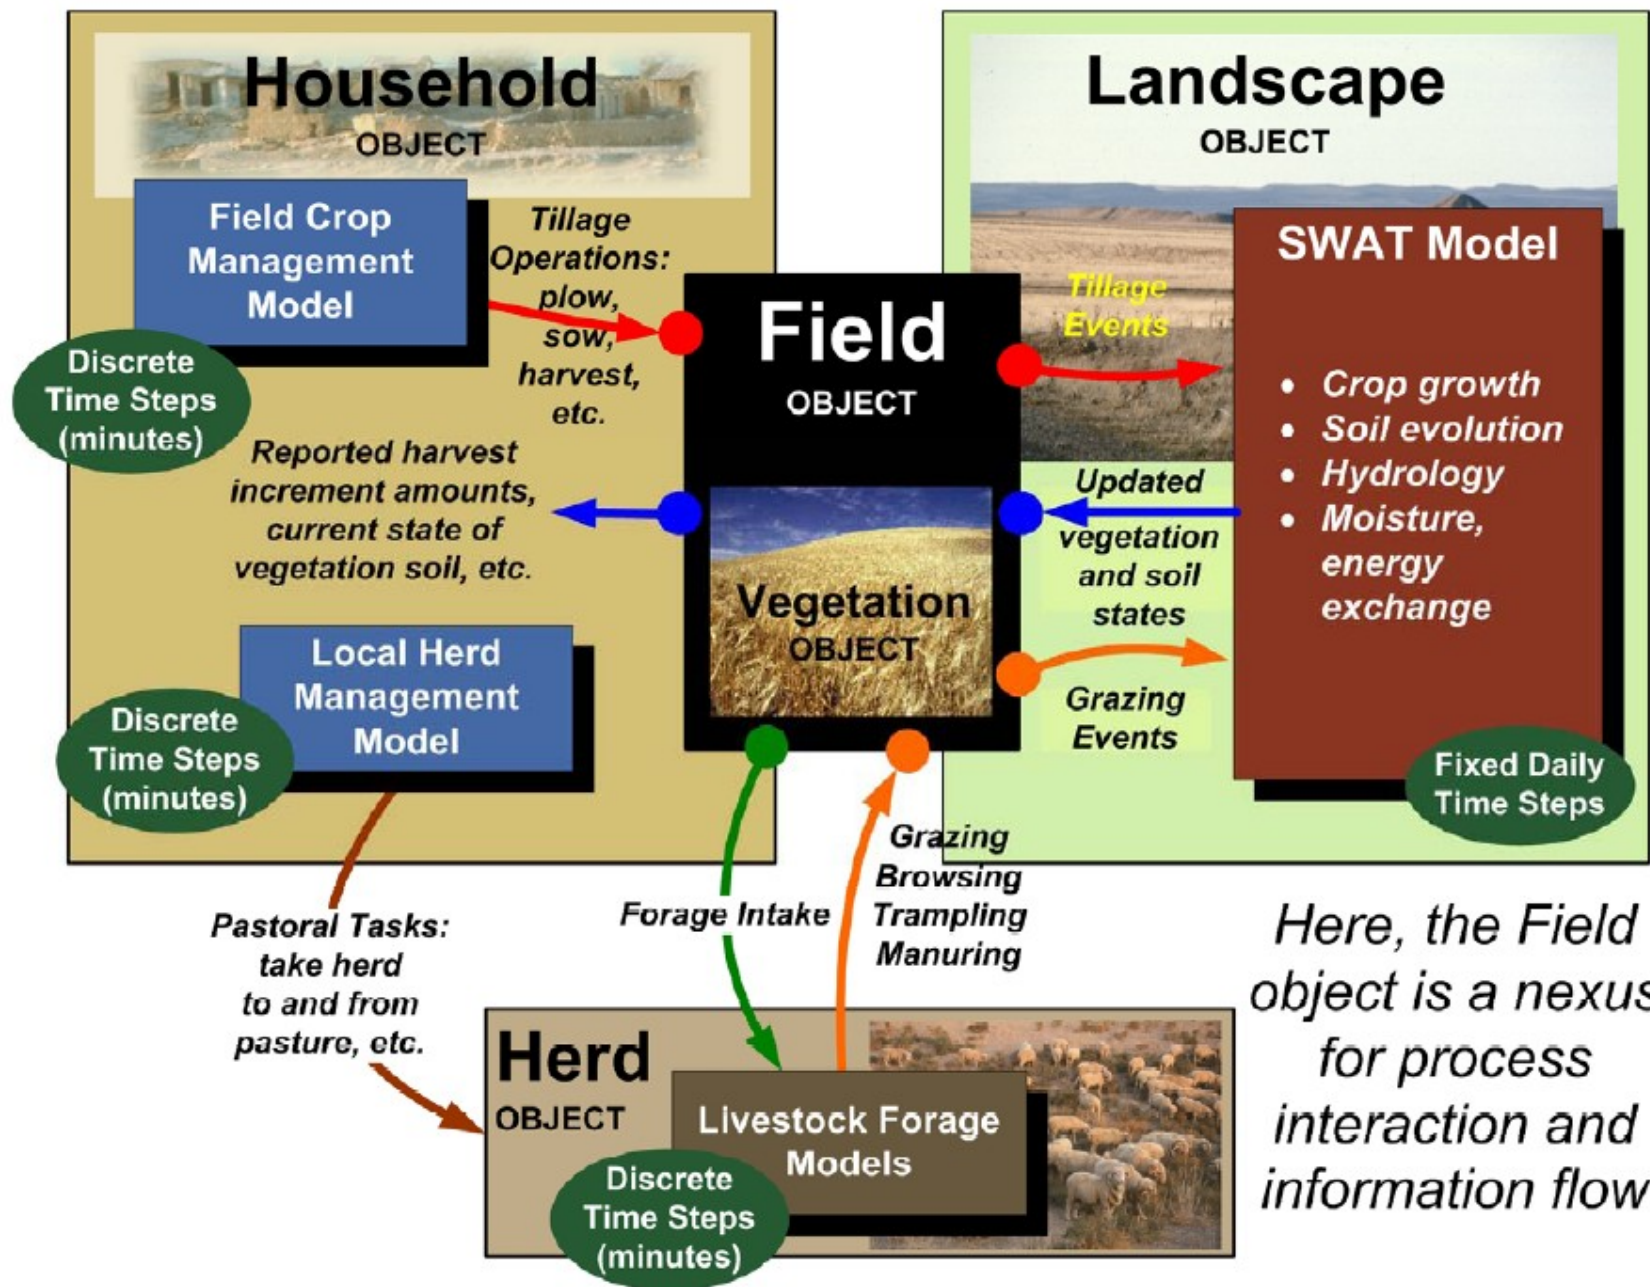 Household
OBJECT
Field Crop
Management
Model
Discrete
Time Steps
(minutes)
Tillage
Operations:
plow,
sow,
harvest,
etc.
Reported harvest
increment amounts,
current state of
vegetation soil, etc.
Local Herd
Management
Model
Discrete
Time Steps
(minutes)
Field
OBJECT
Vegetation
OBJECT
Landscape
OBJECT
Tillage
Events
SWAT Model
• Crop growth
• Soil evolution
• Hydrology
• Moisture,
energy
exchange
Updated
vegetation
and soil
states
Grazing
Events
Fixed Daily
Time Steps
Pastoral Tasks:
take herd
to and from
pasture, etc.
Forage Intake
Grazing
Browsing
Trampling
Manuring
Herd
OBJECT
Livestock Forage
Models
Discrete
Time Steps
(minutes)
Here, the Field
object is a nexus
for process
interaction and
information flow